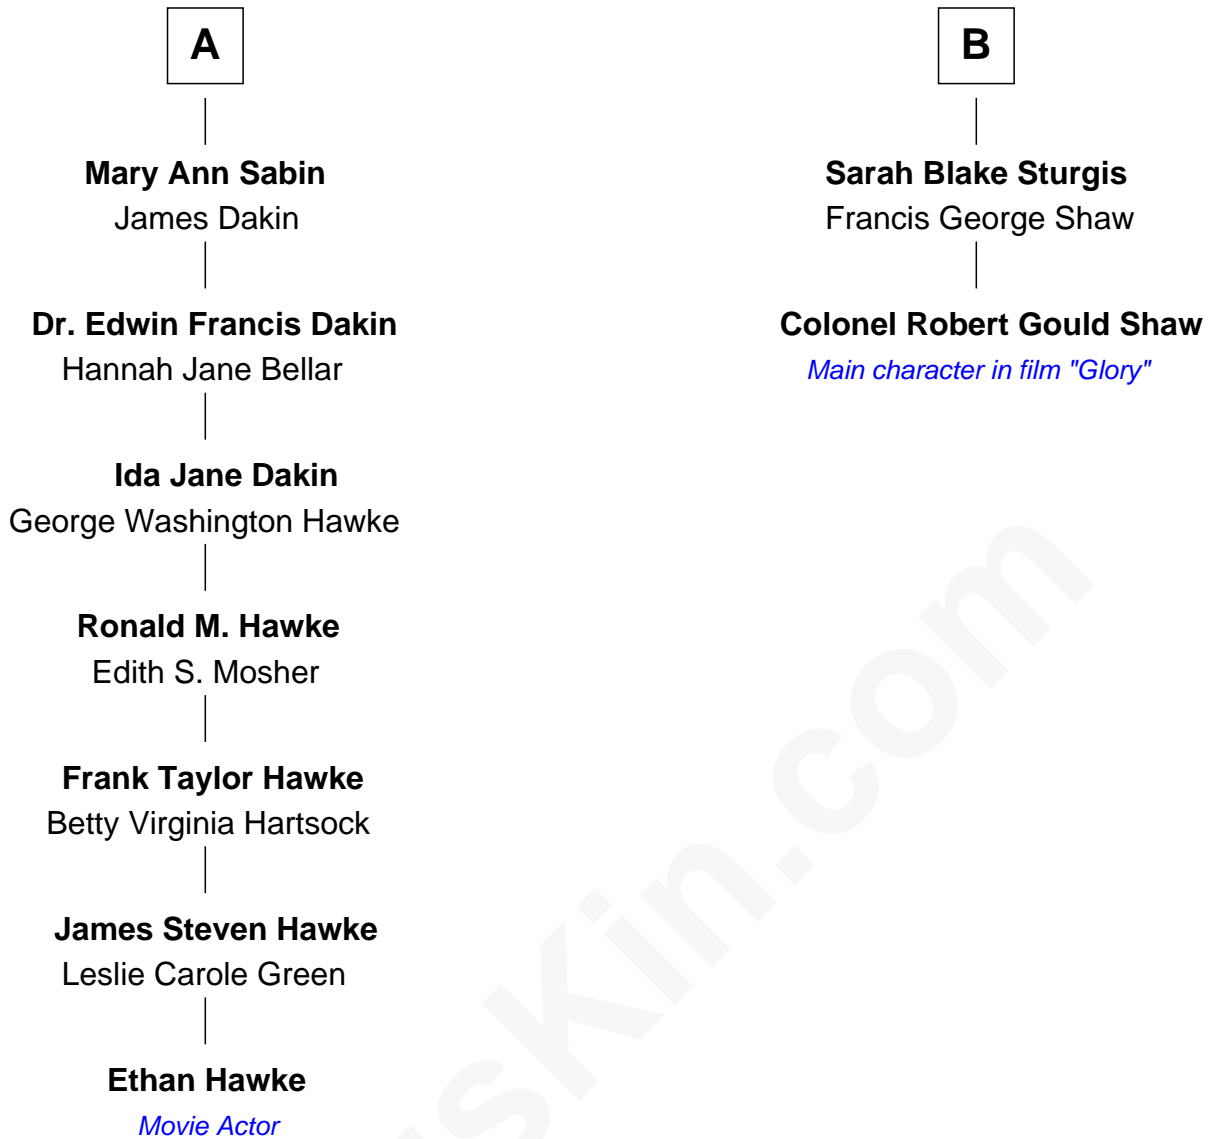 A
Mary Ann Sabin
James Dakin
Dr. Edwin Francis Dakin
Hannah Jane Bellar
Ida Jane Dakin
George Washington Hawke
Ronald M. Hawke
Edith S. Mosher
Frank Taylor Hawke
Betty Virginia Hartsock
James Steven Hawke
Leslie Carole Green
Ethan Hawke
Movie Actor
B
Sarah Blake Sturgis
Francis George Shaw
Colonel Robert Gould Shaw
Main character in film "Glory"
sKin.com